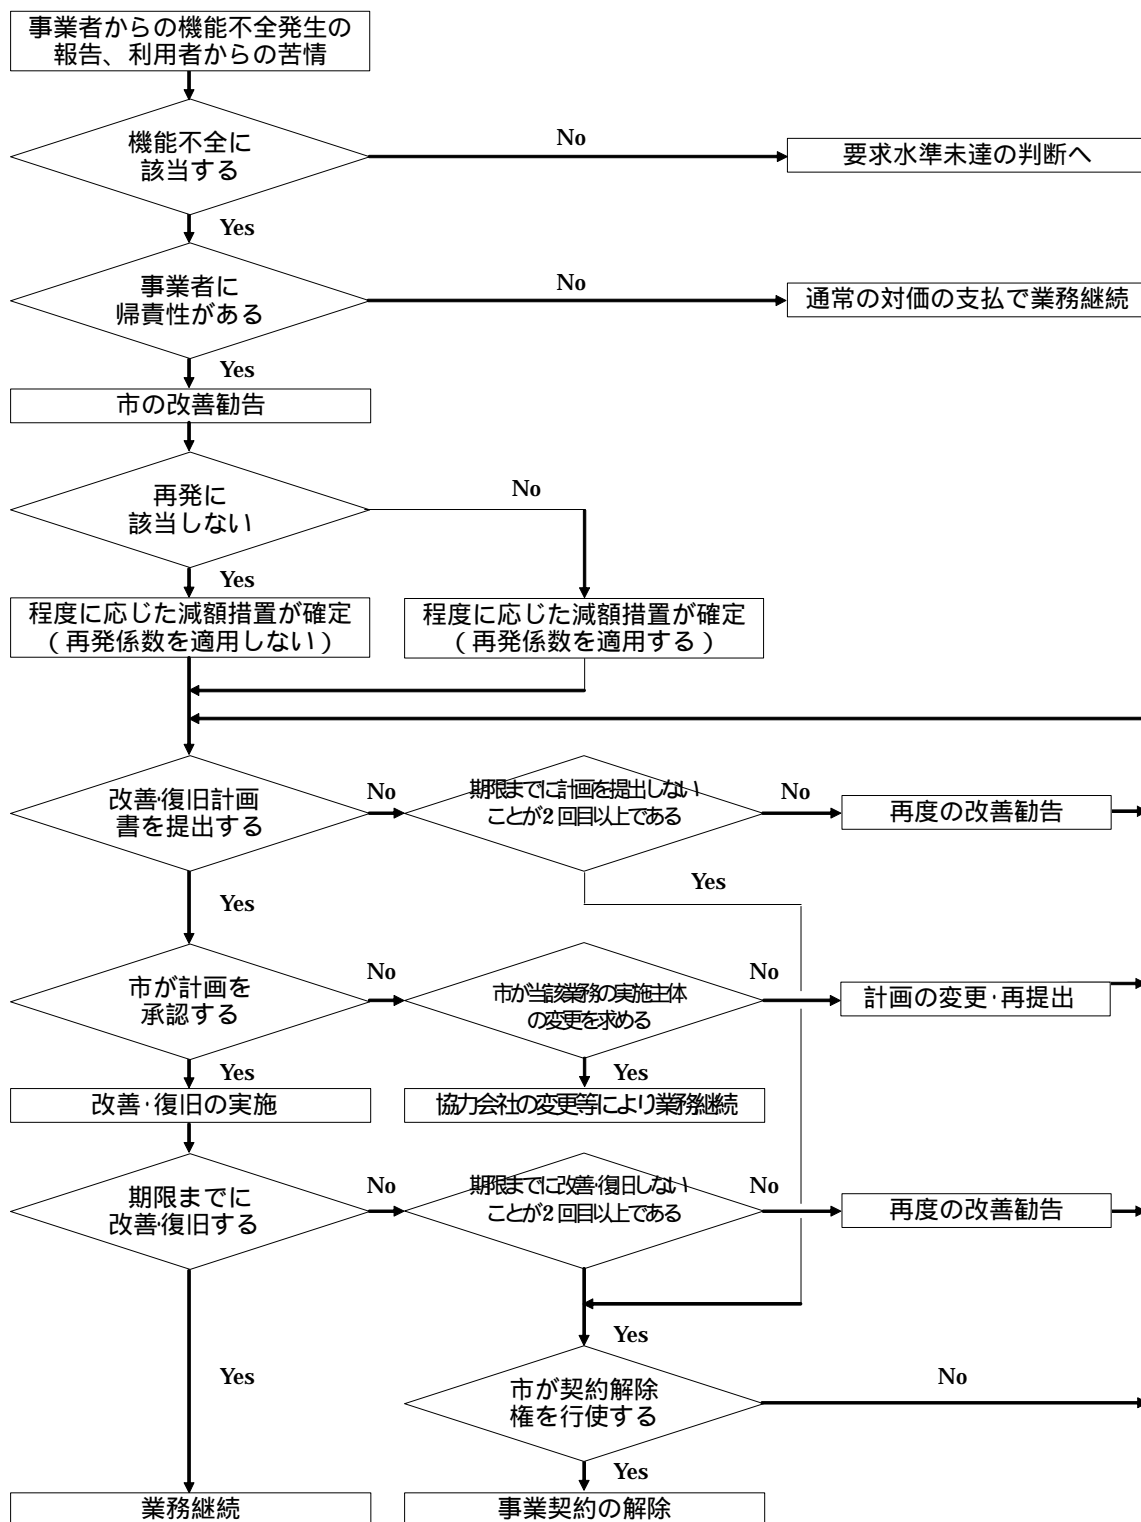 事業者からの機能不全発生の
報告、利用者からの苦情
機能不全に
該当する
No
要求水準未達の判断へ
Yes
事業者に
帰責性がある
No
通常の対価の支払で業務継続
Yes
市の改善勧告
再発に
該当しない
No
Yes
程度に応じた減額措置が確定
(再発係数を適用しない)
程度に応じた減額措置が確定
(再発係数を適用する)
改善・復旧計画
書を提出する
No
期限までに計画を提出しない
ことが2回目以上である
No
再度の改善勧告
Yes
Yes
市が計画を
承認する
No
市が当該業務の実施主体
の変更を求める
No
計画の変更・再提出
Yes
Yes
改善・復旧の実施
協力会社の変更等により業務継続
期限までに
改善・復旧する
No
期限までに改善・復旧しない
ことが2回目以上である
No
再度の改善勧告
Yes
Yes
市が契約解除
権を行使する
No
Yes
業務継続
事業契約の解除